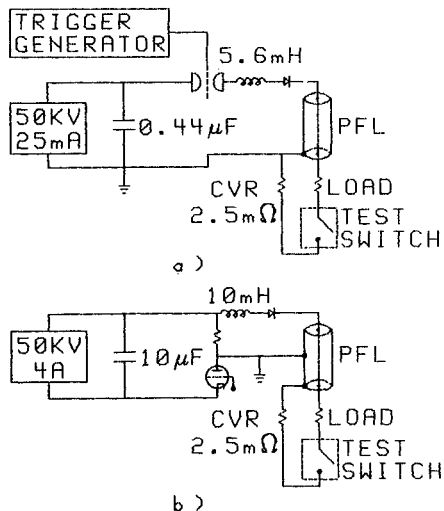 TRIGGER
GENERATOR
5.6mH
50KV
25mA
0.44μF
PFL
CVR
2.5mΩ
LOAD
TEST
SWITCH
a)
10mH
50KV
4A
10μF
PFL
CVR
2.5mΩ
LOAD
TEST
SWITCH
b)